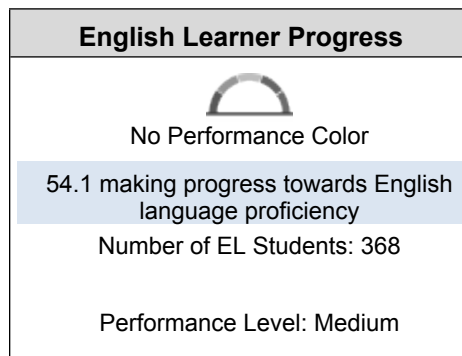 English Learner Progress
No Performance Color
54.1 making progress towards English
language proficiency
Number of EL Students: 368
Performance Level: Medium